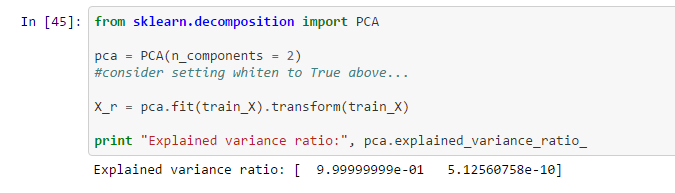 In [45]: from sklearn.decomposition import PCA
pca = PCA(n_components = 2)
#consider setting whiten to True above...
X_r = pca.fit(train_X).transform(train_X)
print "Explained variance ratio:", pca.explained_variance_ratio_
Explained variance ratio: [  9.99999999e-01   5.12560758e-10]